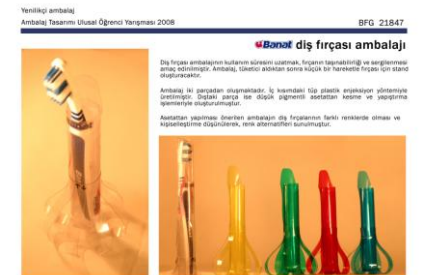 Yenilikçi ambalaj
Ambalaj Tasarımı Ulusal Öğrenci Yarışması 2008
BFG 21847
Banat diş fırçası ambalajı
Diş fırçası ambalajının kullanım süresini uzatmak, fırçanın taşınabilirliği ve sergilenmesi
amaç edinilmiştir. Ambalaj, tüketici aldıktan sonra küçük bir hareketle fırçası için stand
oluşturacaktır.
Ambalaj iki parçadan oluşmaktadır. İç kısımdaki tüp plastik enjeksiyon yöntemiyle
üretilmiştir. Dıştaki parça ise düşük pigmentli asetattan kesme ve yapıştırma
işlemleriyle oluşturulmuştur.
Asetattan yapılması önerilen ambalajın diş fırçalarının farklı renklerde olması ve
kişiselleştirme düşünülerek, renk alternatifleri sunulmuştur.